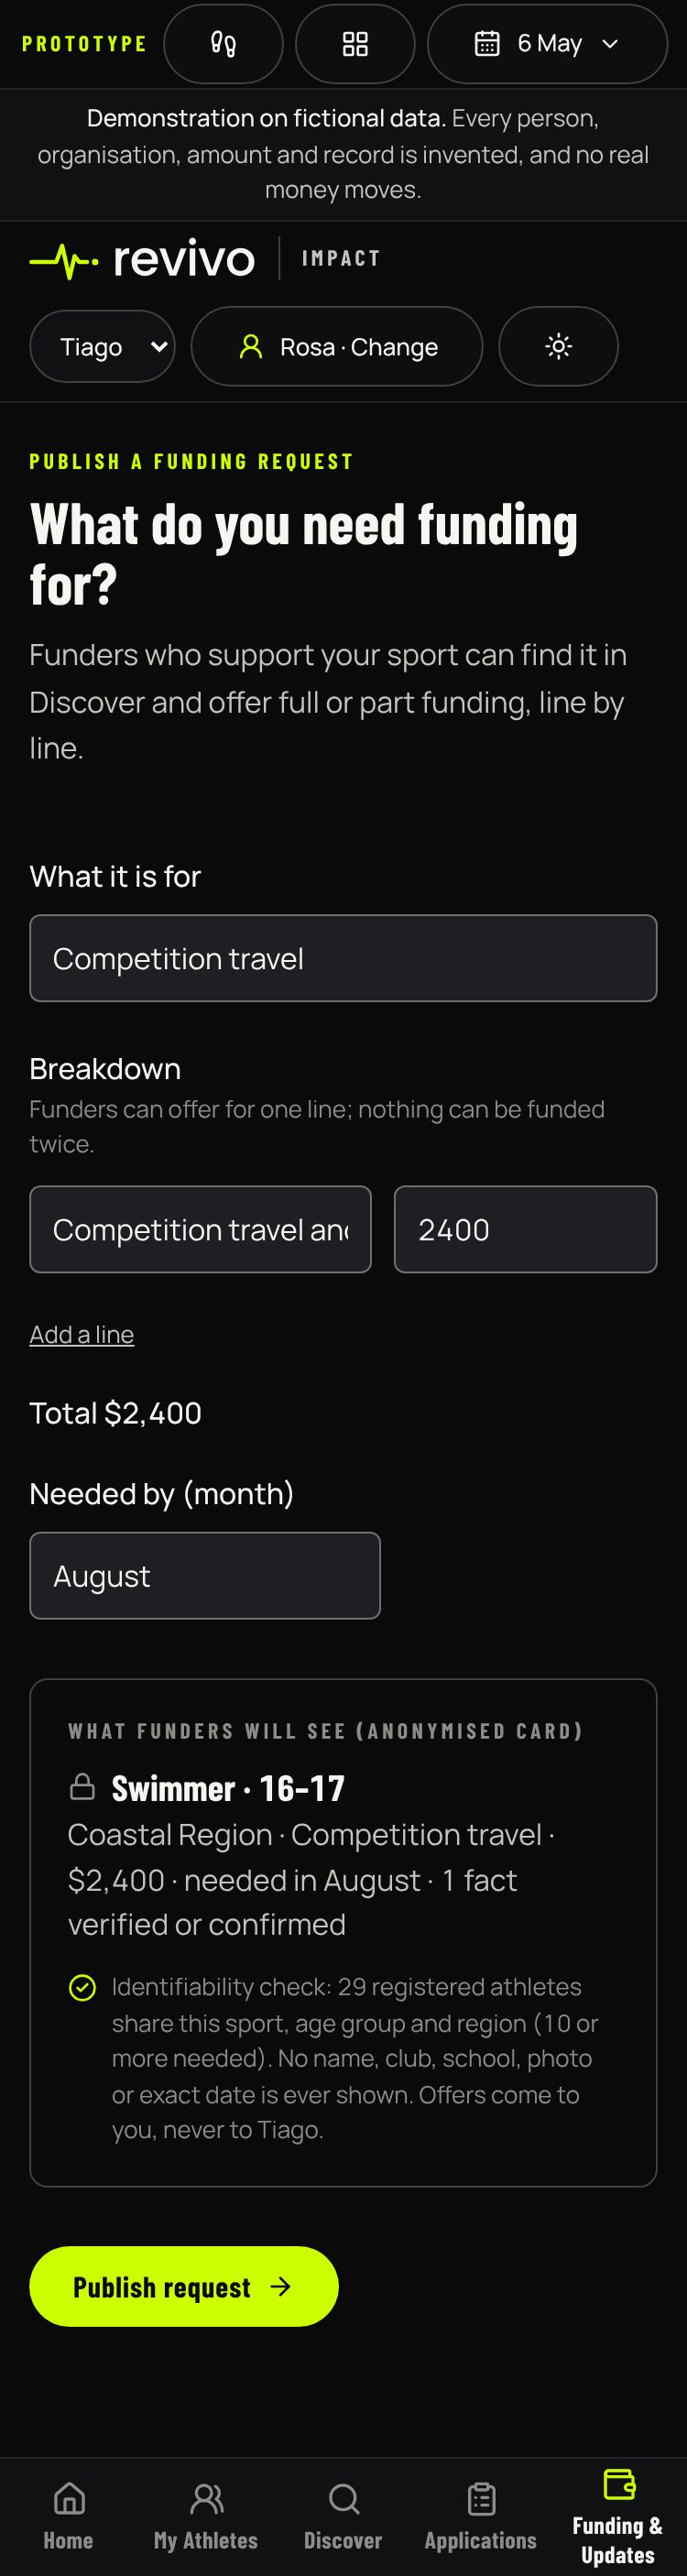 PROTOTYPE
6 May
Demonstration on fictional data. Every person,
organisation, amount and record is invented, and no real
money moves.
revivo
IMPACT
Tiago
Rosa · Change
PUBLISH A FUNDING REQUEST
What do you need funding
for?
Funders who support your sport can find it in
Discover and offer full or part funding, line by
line.
What it is for
Competition travel
Breakdown
Funders can offer for one line; nothing can be funded
twice.
Competition travel
2400
Add a line
Total $2,400
Needed by (month)
August
WHAT FUNDERS WILL SEE (ANONYMISED CARD)
Swimmer · 16–17
Coastal Region · Competition travel ·
$2,400 · needed in August · 1 fact
verified or confirmed
Identifiability check: 29 registered athletes
share this sport, age group and region (10 or
more needed). No name, club, school, photo
or exact date is ever shown. Offers come to
you, never to Tiago.
Publish request
Home
My Athletes
Discover
Applications
Funding &
Updates